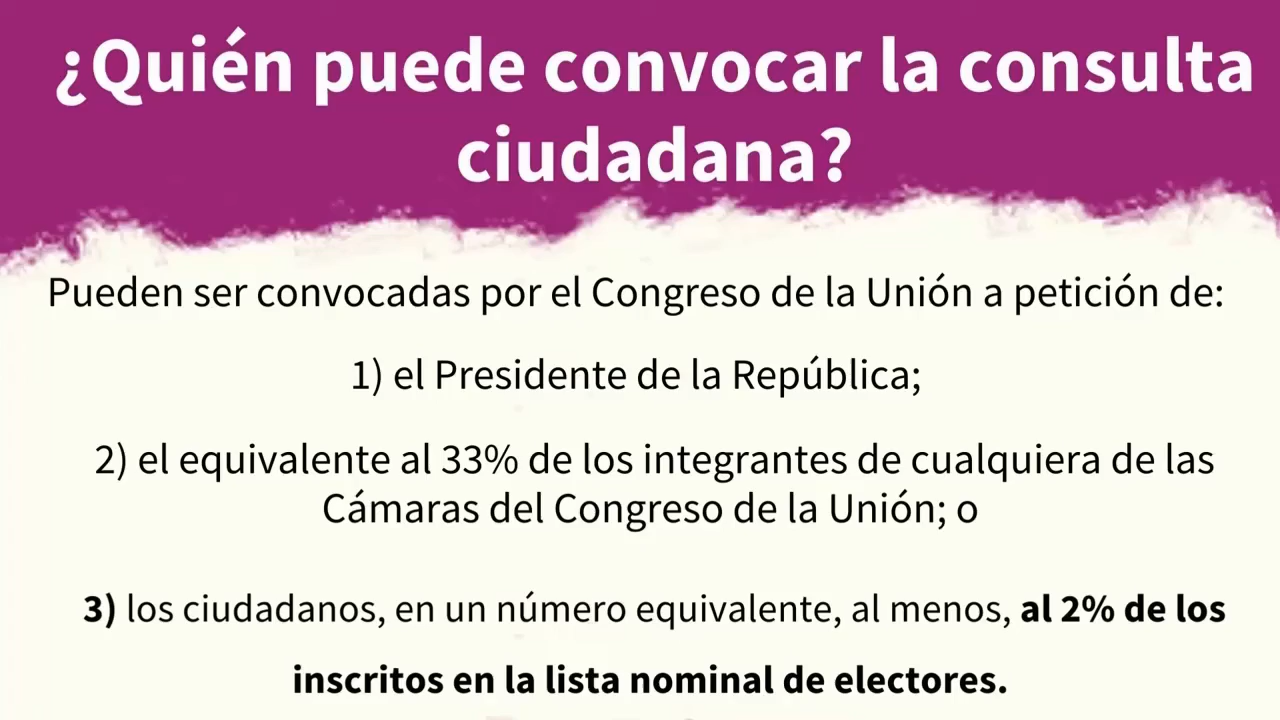 ¿Quién puede convocar la consulta
ciudadana?
Pueden ser convocadas por el Congreso de la Unión a petición de:
1) el Presidente de la República;
2) el equivalente al 33% de los integrantes de cualquiera de las
Cámaras del Congreso de la Unión; o
3) los ciudadanos, en un número equivalente, al menos, al 2% de los
inscritos en la lista nominal de electores.